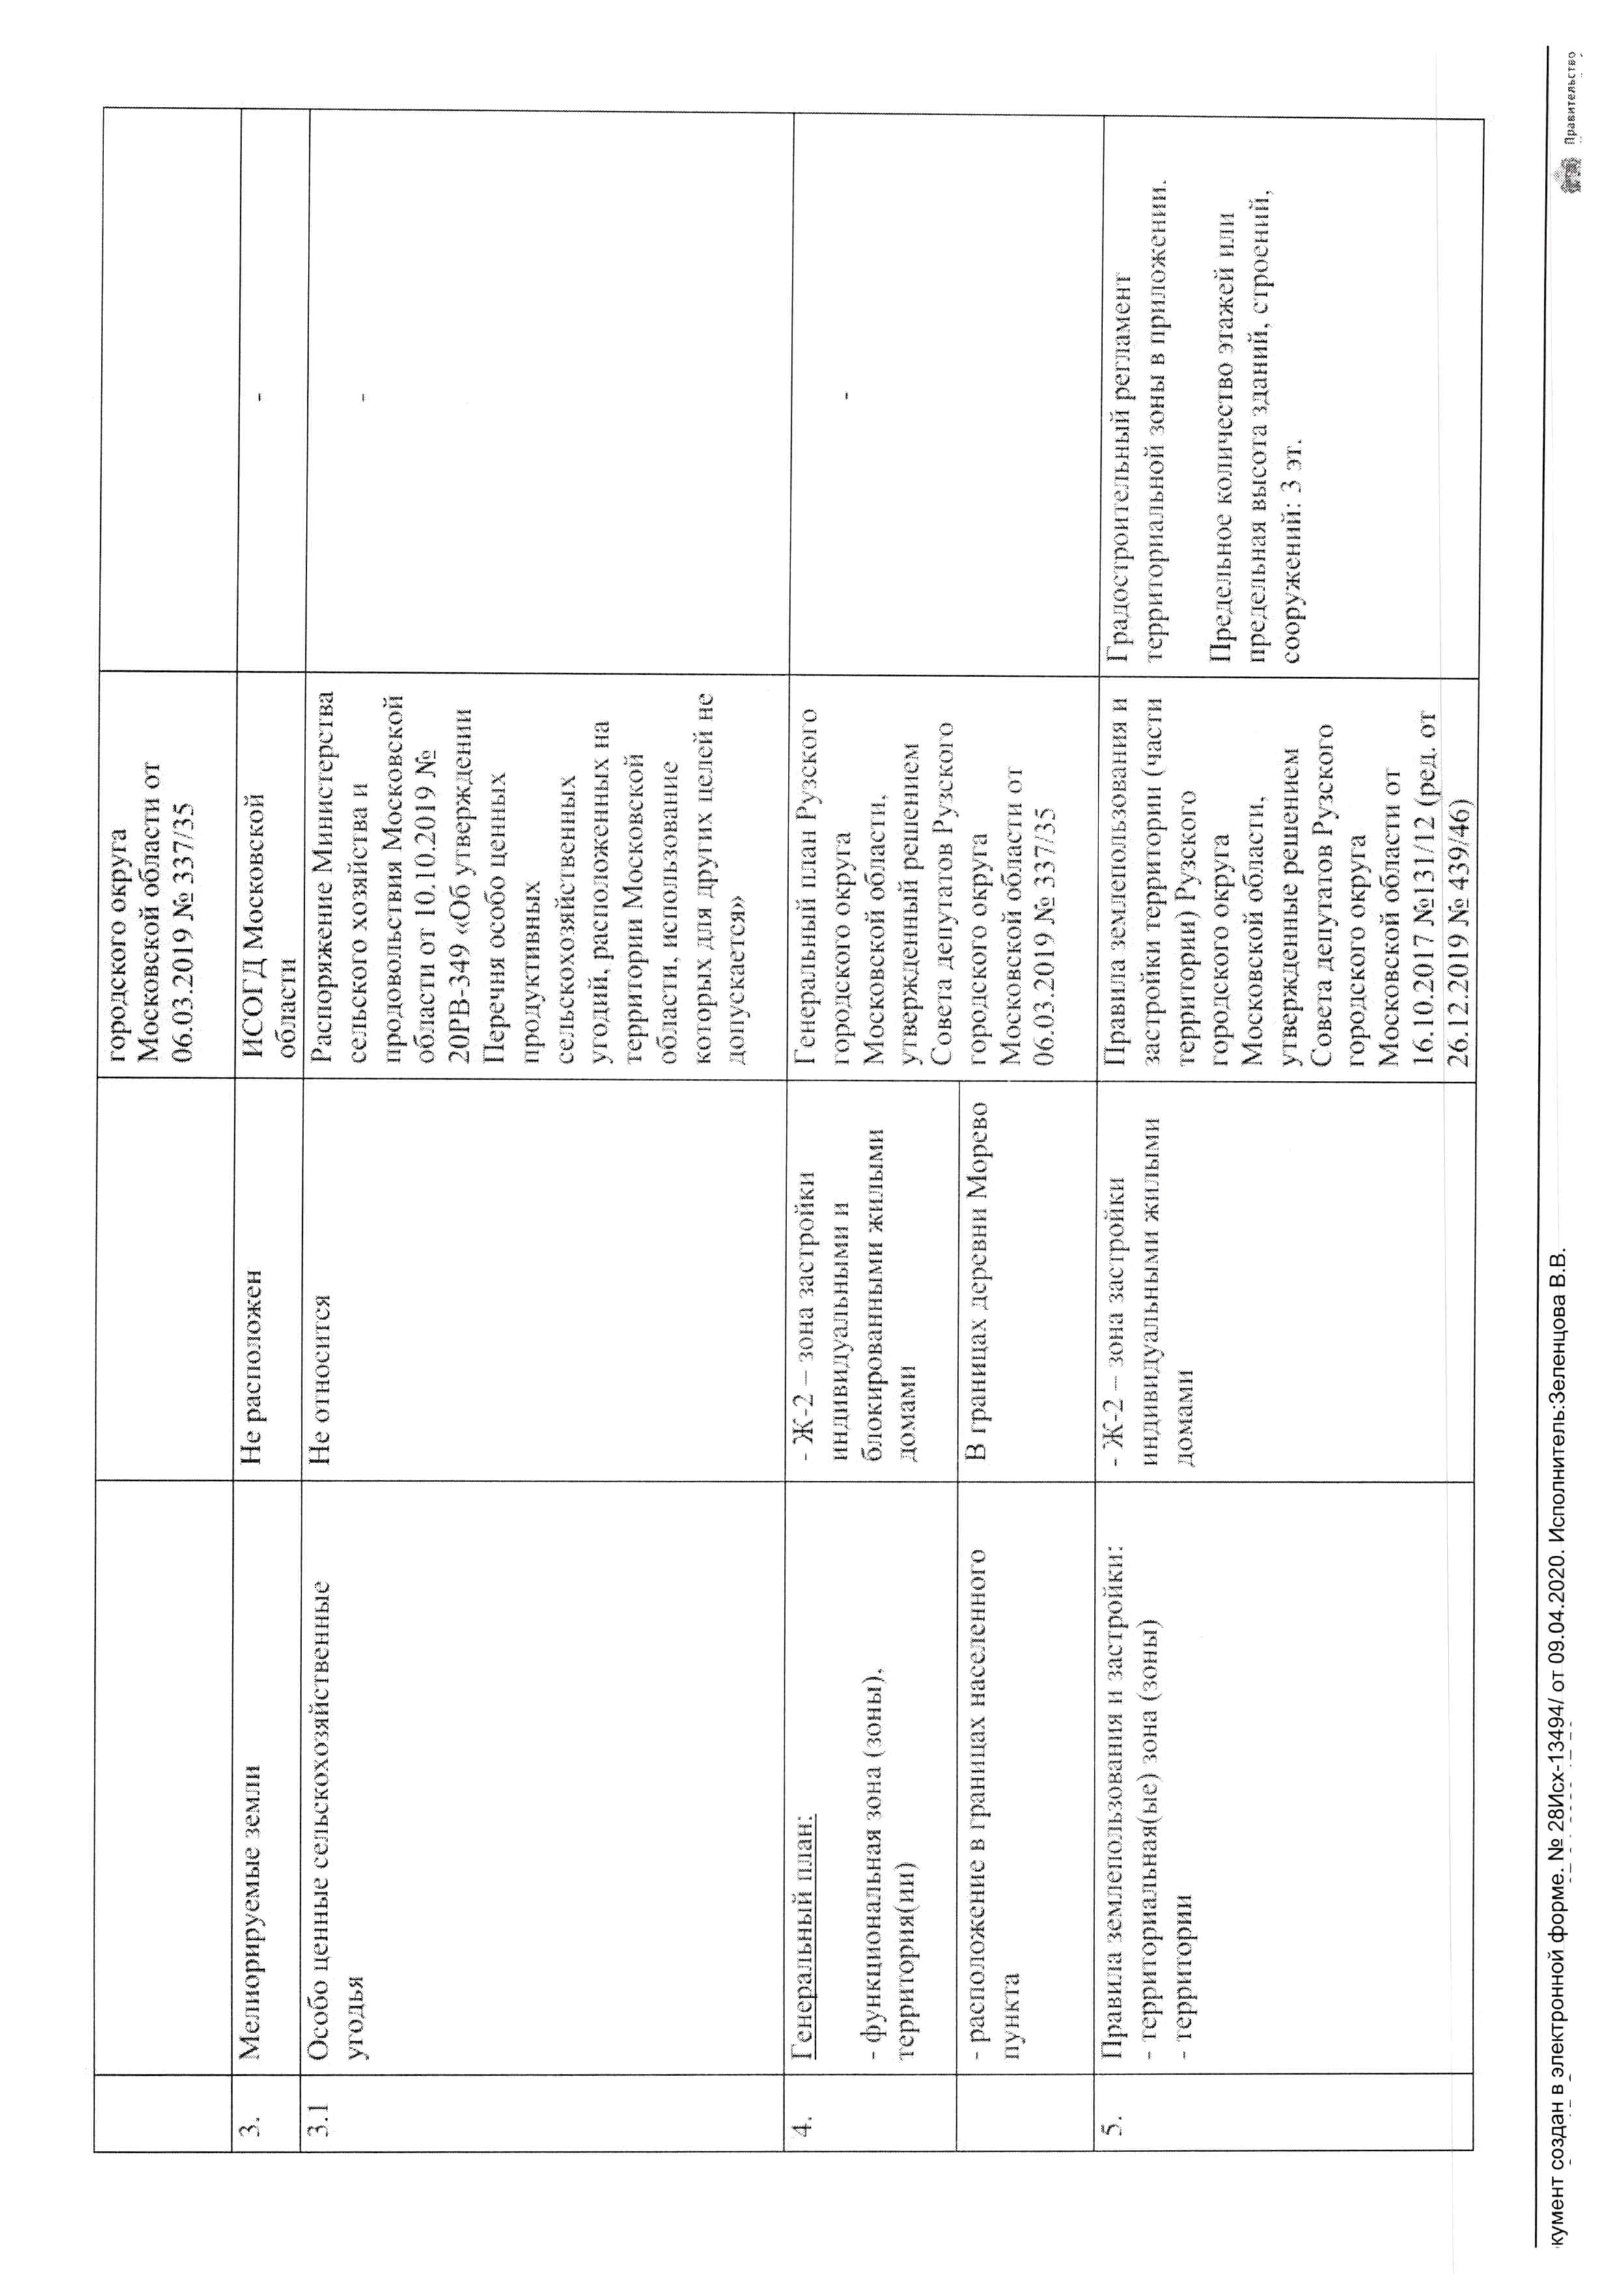 городского округа
Московской области от
06.03.2019 № 337/35
3.
Мелиорируемые земли
Не расположен
ИСОГД Московской
области
-
3.1
Особо ценные сельскохозяйственные
угодья
Не относится
Распоряжение Министерства
сельского хозяйства и
продовольствия Московской
области от 10.10.2019 №
20РВ-349 «Об утверждении
Перечня особо ценных
продуктивных
сельскохозяйственных
угодий, расположенных на
территории Московской
области, использование
которых для других целей не
допускается»
-
4.
Генеральный план:
- функциональная зона (зоны),
территория(ии)
- Ж-2 – зона застройки
индивидуальными и
блокированными жилыми
домами
- расположение в границах населенного
пункта
В границах деревни Морево
Генеральный план Рузского
городского округа
Московской области,
утвержденный решением
Совета депутатов Рузского
городского округа
Московской области от
06.03.2019 № 337/35
-
5.
Правила землепользования и застройки:
- территориальная(ые) зона (зоны)
- территории
- Ж-2 – зона застройки
индивидуальными жилыми
домами
Правила землепользования и
застройки территории (части
территории) Рузского
городского округа
Московской области,
утвержденные решением
Совета депутатов Рузского
городского округа
Московской области от
16.10.2017 №131/12 (ред. от
26.12.2019 № 439/46)
Градостроительный регламент
территориальной зоны в приложении.
Предельное количество этажей или
предельная высота зданий, строений,
сооружений: 3 эт.
кумент создан в электронной форме. № 28Исх-13494/ от 09.04.2020. Исполнитель:Зеленцова В.В.
Правительство